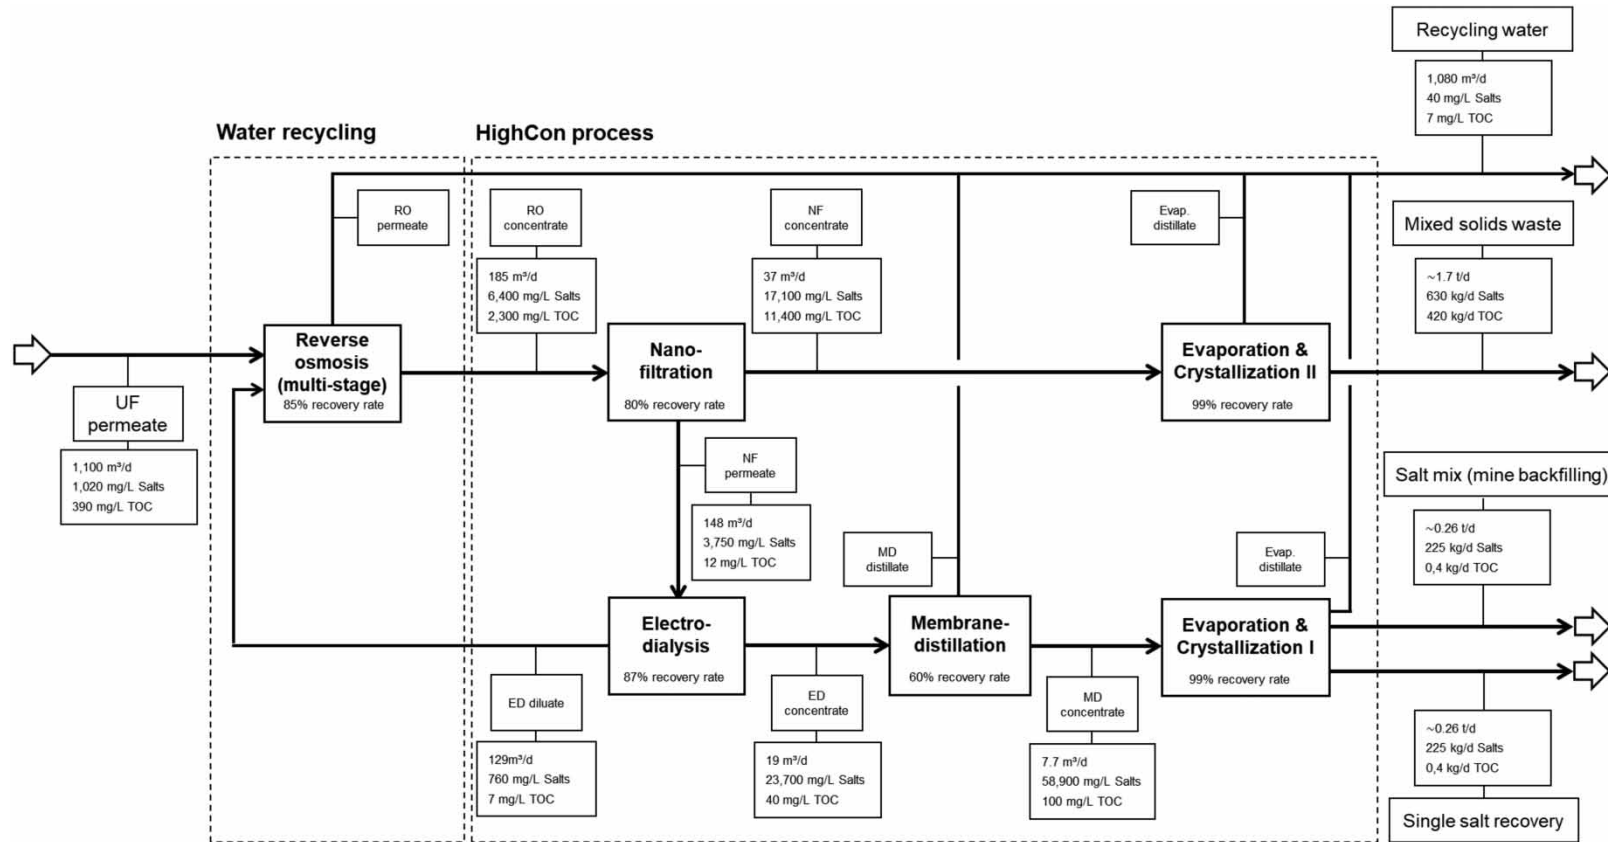 Recycling water
1,080 m³/d
40 mg/L Salts
7 mg/L TOC
Water recycling
HighCon process
RO
permeate
RO
concentrate
185 m³/d
6,400 mg/L Salts
2,300 mg/L TOC
NF
concentrate
37 m³/d
17,100 mg/L Salts
11,400 mg/L TOC
Evap.
distillate
Mixed solids waste
~1.7 t/d
630 kg/d Salts
420 kg/d TOC
Reverse
osmosis
(multi-stage)
85% recovery rate
Nano-
filtration
80% recovery rate
Evaporation &
Crystallization II
99% recovery rate
UF
permeate
1,100 m³/d
1,020 mg/L Salts
390 mg/L TOC
NF
permeate
148 m³/d
3,750 mg/L Salts
12 mg/L TOC
MD
distillate
Evap.
distillate
Salt mix (mine backfilling)
~0.26 t/d
225 kg/d Salts
0,4 kg/d TOC
Electro-
dialysis
87% recovery rate
Membrane-
distillation
60% recovery rate
Evaporation &
Crystallization I
99% recovery rate
ED diluate
129m³/d
760 mg/L Salts
7 mg/L TOC
ED
concentrate
19 m³/d
23,700 mg/L Salts
40 mg/L TOC
MD
concentrate
7.7 m³/d
58,900 mg/L Salts
100 mg/L TOC
~0.26 t/d
225 kg/d Salts
0,4 kg/d TOC
Single salt recovery